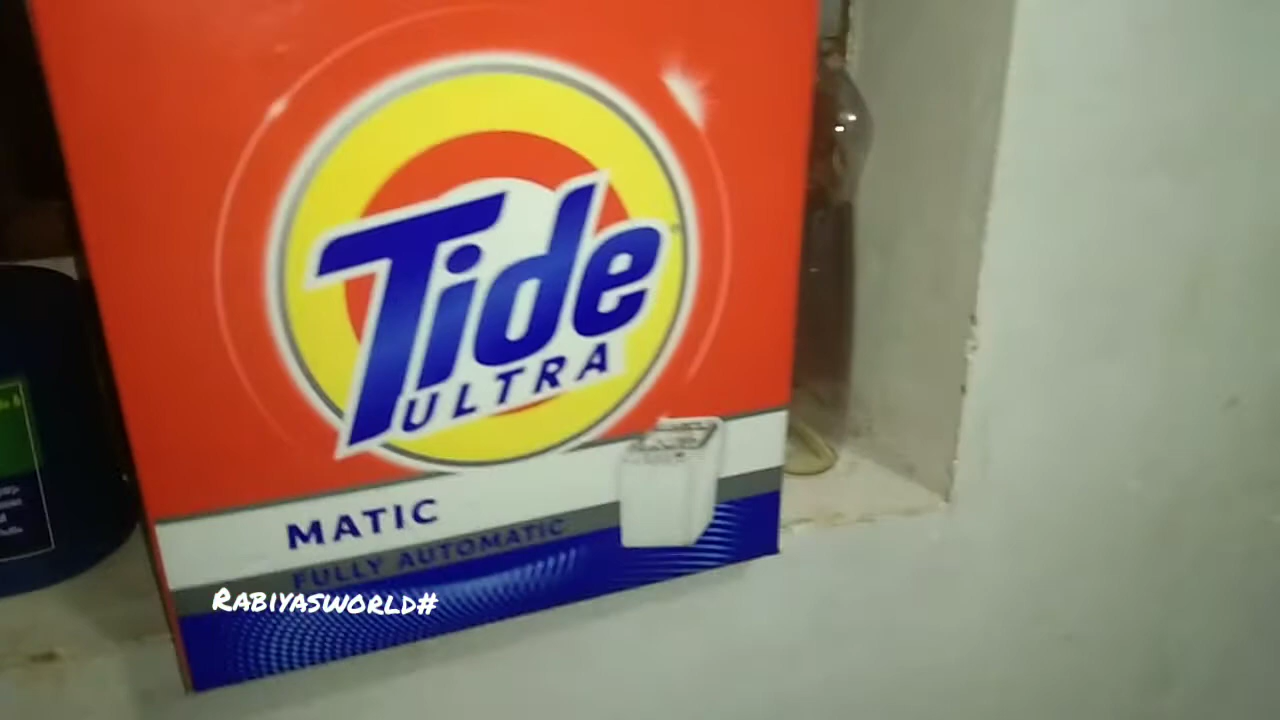 Tide
ULTRA
MATIC
FULLY AUTOMATIC
RABIYASWORLD#